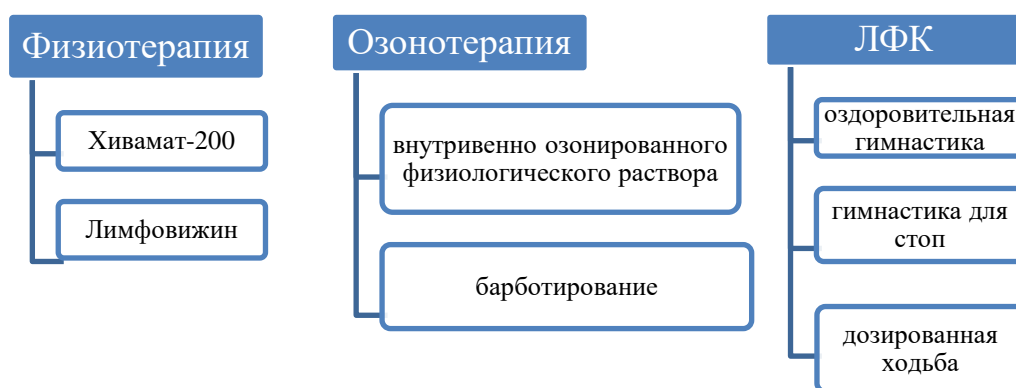 Физиотерапия
Хивамат-200
Лимфовижин
Озонотерапия
внутривенно озонированного
физиологического раствора
барботирование
ЛФК
оздоровительная
гимнастика
гимнастика для
стоп
дозированная
ходьба